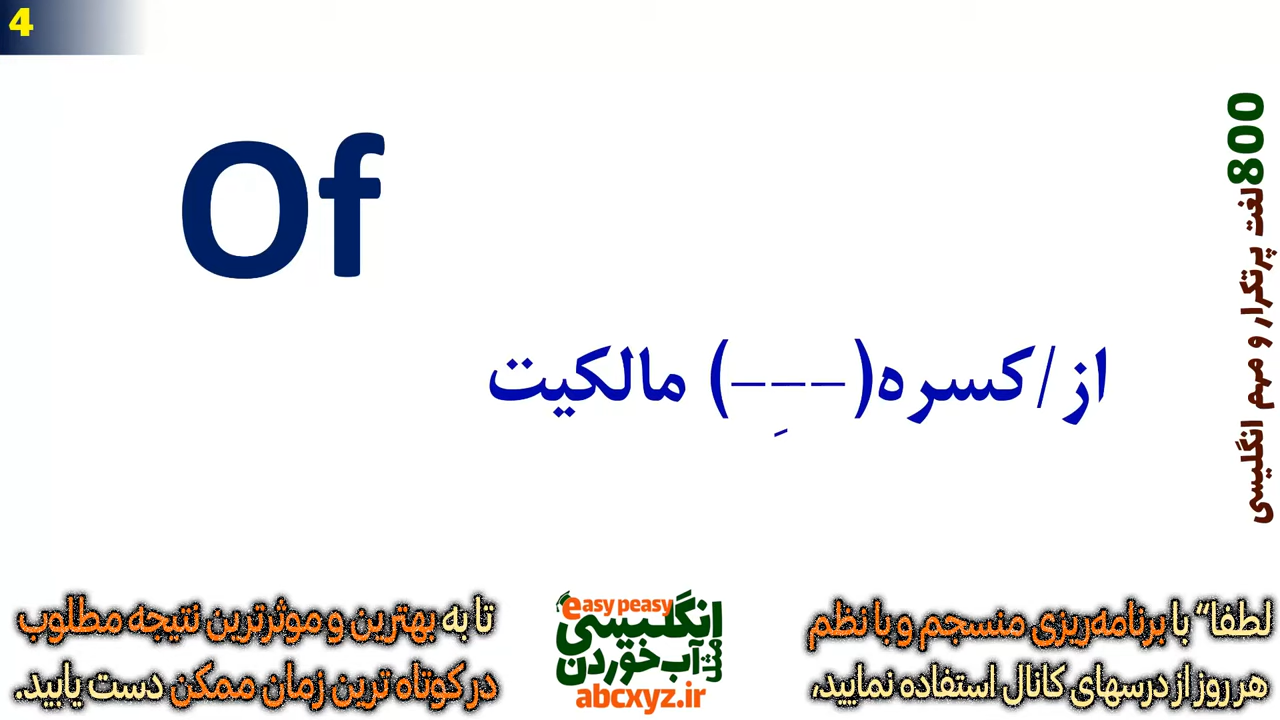 4
Of
از/کسره(–ـِ–) مالکیت
800 لغت پرتکرار و مهم انگلیسی
لطفا“ با برنامه‌ریزی منسجم و با نظم
هر روز از درسهای کانال استفاده نمایید،
easy peasy
انگلیسی
مثل آب خوردن
abcxyz.ir
تا به بهترین و موثرترین نتیجه مطلوب
در کوتاه ترین زمان ممکن دست یابید.